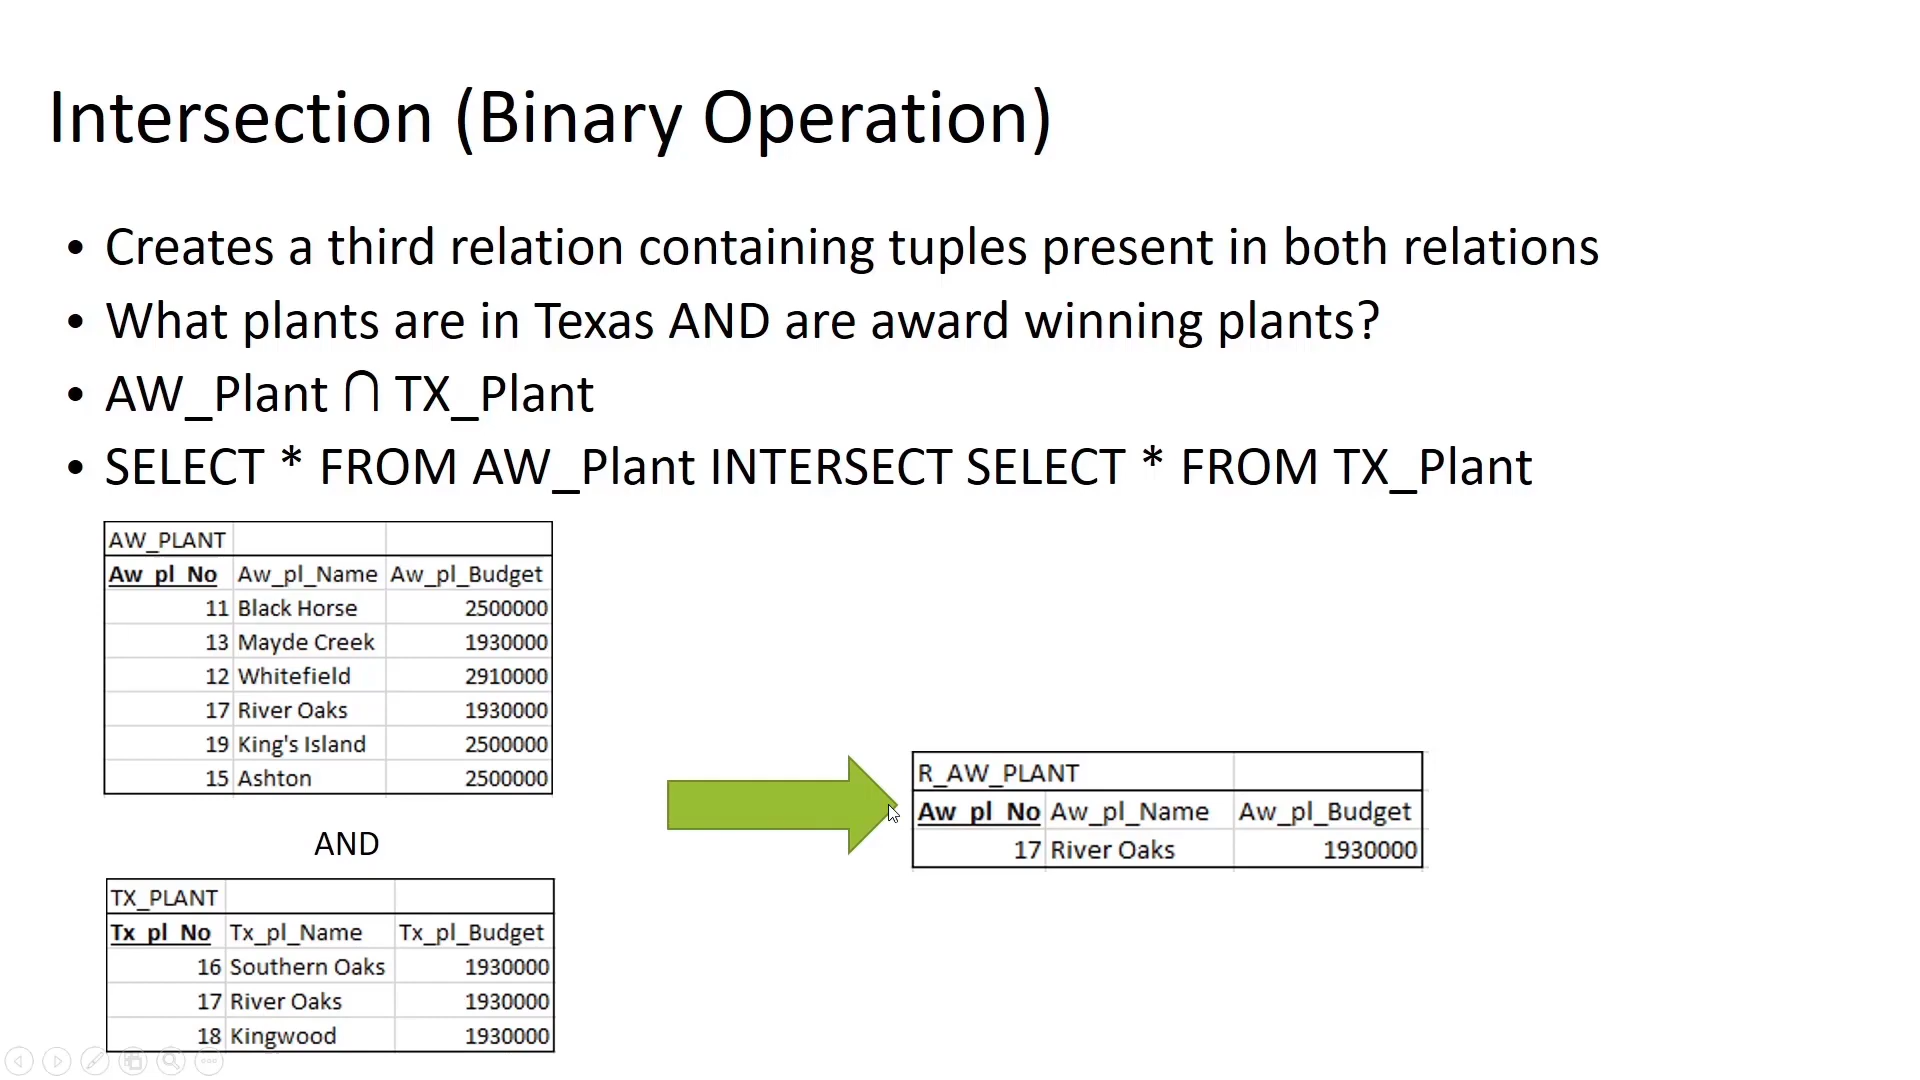 Intersection (Binary Operation)
• Creates a third relation containing tuples present in both relations
• What plants are in Texas AND are award winning plants?
• AW_Plant ∩ TX_Plant
• SELECT * FROM AW_Plant INTERSECT SELECT * FROM TX_Plant
AW_PLANT
Aw_pl_No Aw_pl_Name Aw_pl_Budget
11 Black Horse 2500000
13 Mayde Creek 1930000
12 Whitefield 2910000
17 River Oaks 1930000
19 King's Island 2500000
15 Ashton 2500000
AND
TX_PLANT
Tx_pl_No Tx_pl_Name Tx_pl_Budget
16 Southern Oaks 1930000
17 River Oaks 1930000
18 Kingwood 1930000
R_AW_PLANT
Aw_pl_No Aw_pl_Name Aw_pl_Budget
17 River Oaks 1930000